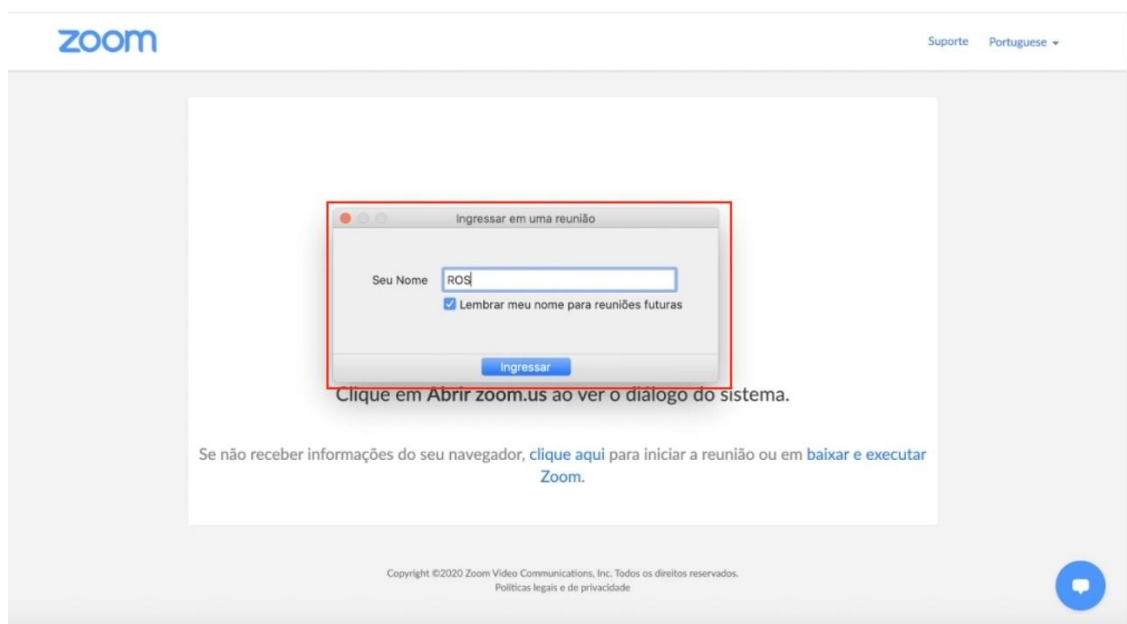 zoom
Suporte Portuguese
Ingressar em uma reunião
Seu Nome ROS
Lembrar meu nome para reuniões futuras
Ingressar
Clique em Abrir zoom.us ao ver o diálogo do sistema.
Se não receber informações do seu navegador, clique aqui para iniciar a reunião ou em baixar e executar
Zoom.
Copyright ©2020 Zoom Video Communications, Inc. Todos os direitos reservados.
Políticas legais e de privacidade